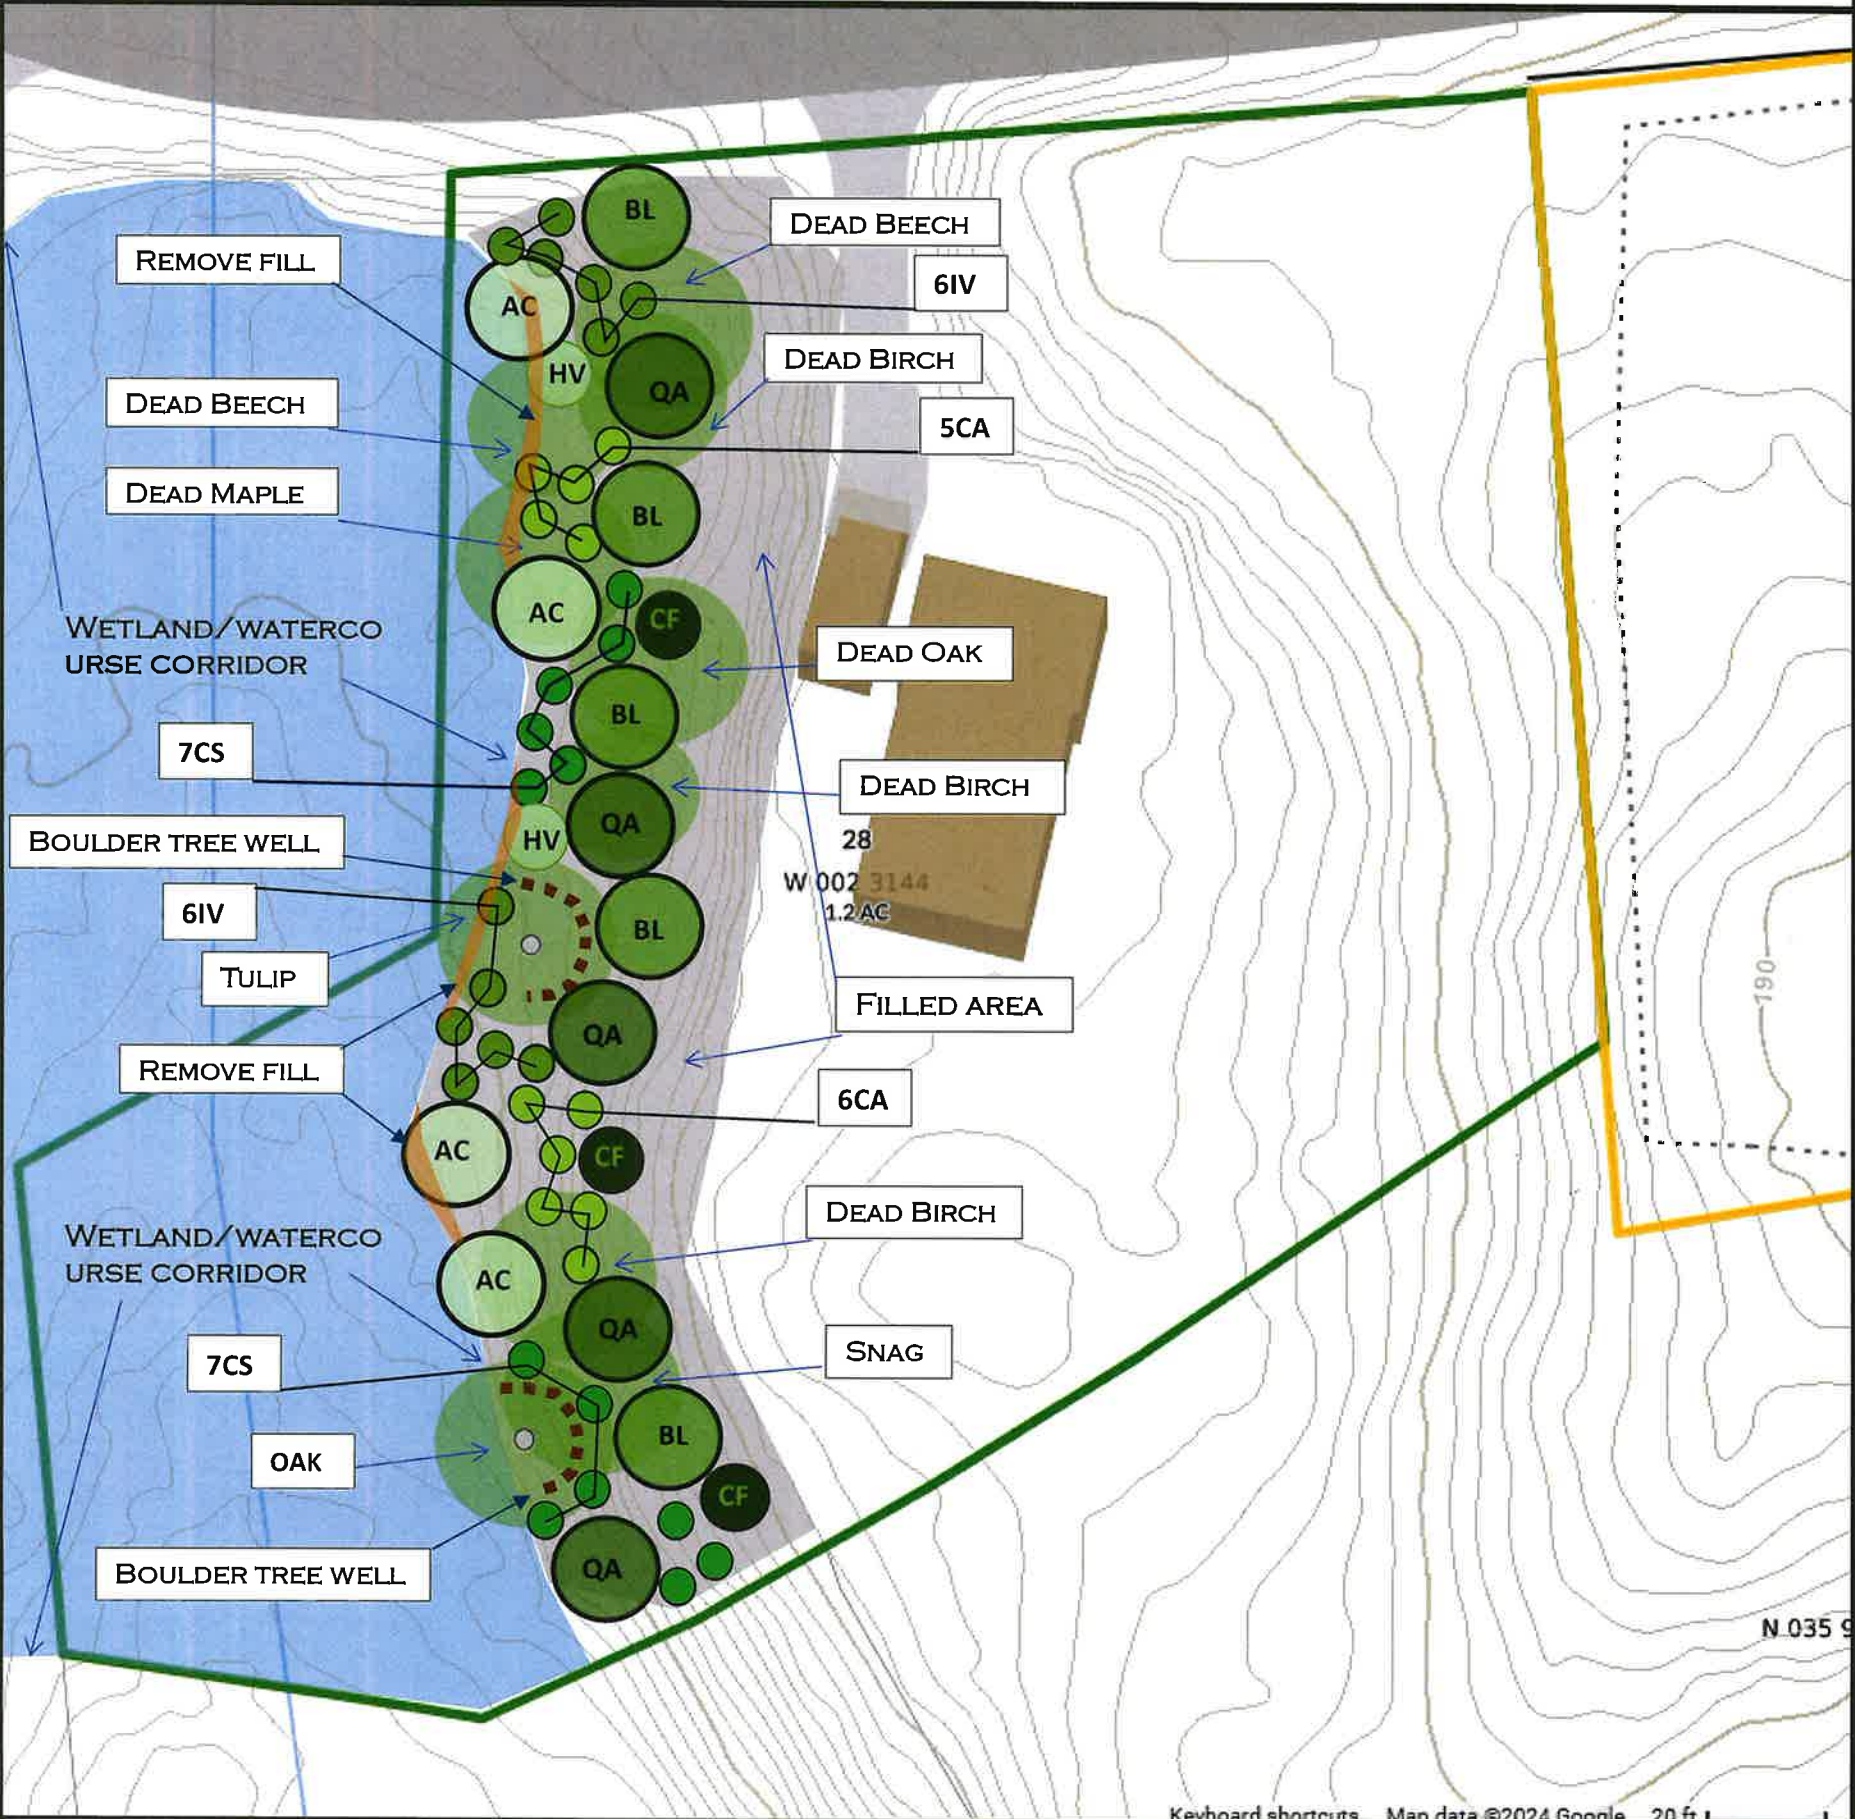 BL
DEAD BEECH
REMOVE FILL
6IV
AC
DEAD BIRCH
HV
QA
DEAD BEECH
5CA
DEAD MAPLE
BL
AC
CF
WETLAND/WATERCO
URSE CORRIDOR
DEAD OAK
BL
7CS
DEAD BIRCH
QA
HV
28
BOULDER TREE WELL
W 002 3144
1.2 AC
6IV
BL
TULIP
190
FILLED AREA
QA
REMOVE FILL
6CA
AC
CF
DEAD BIRCH
WETLAND/WATERCO
URSE CORRIDOR
AC
QA
SNAG
7CS
BL
OAK
CF
BOULDER TREE WELL
QA
N 035 9
Keyboard shortcuts Map data ©2024 Google 20 ft